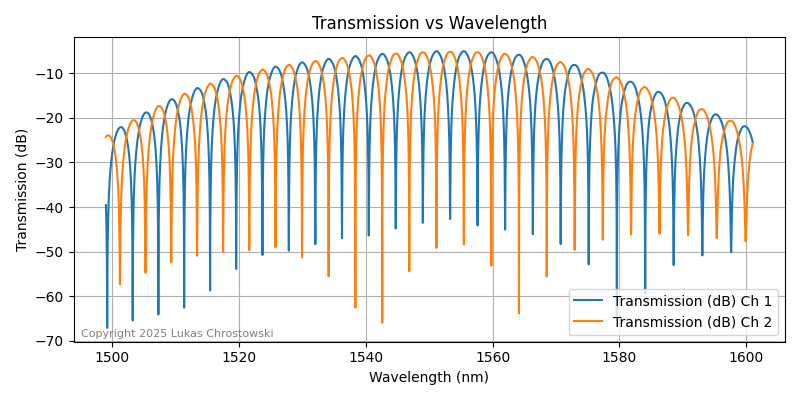 Transmission vs Wavelength
Transmission (dB)
−10
−20
−30
−40
−50
−60
−70
1500
1520
1540
1560
1580
1600
Wavelength (nm)
Transmission (dB) Ch 1
Transmission (dB) Ch 2
Copyright 2025 Lukas Chrostowski